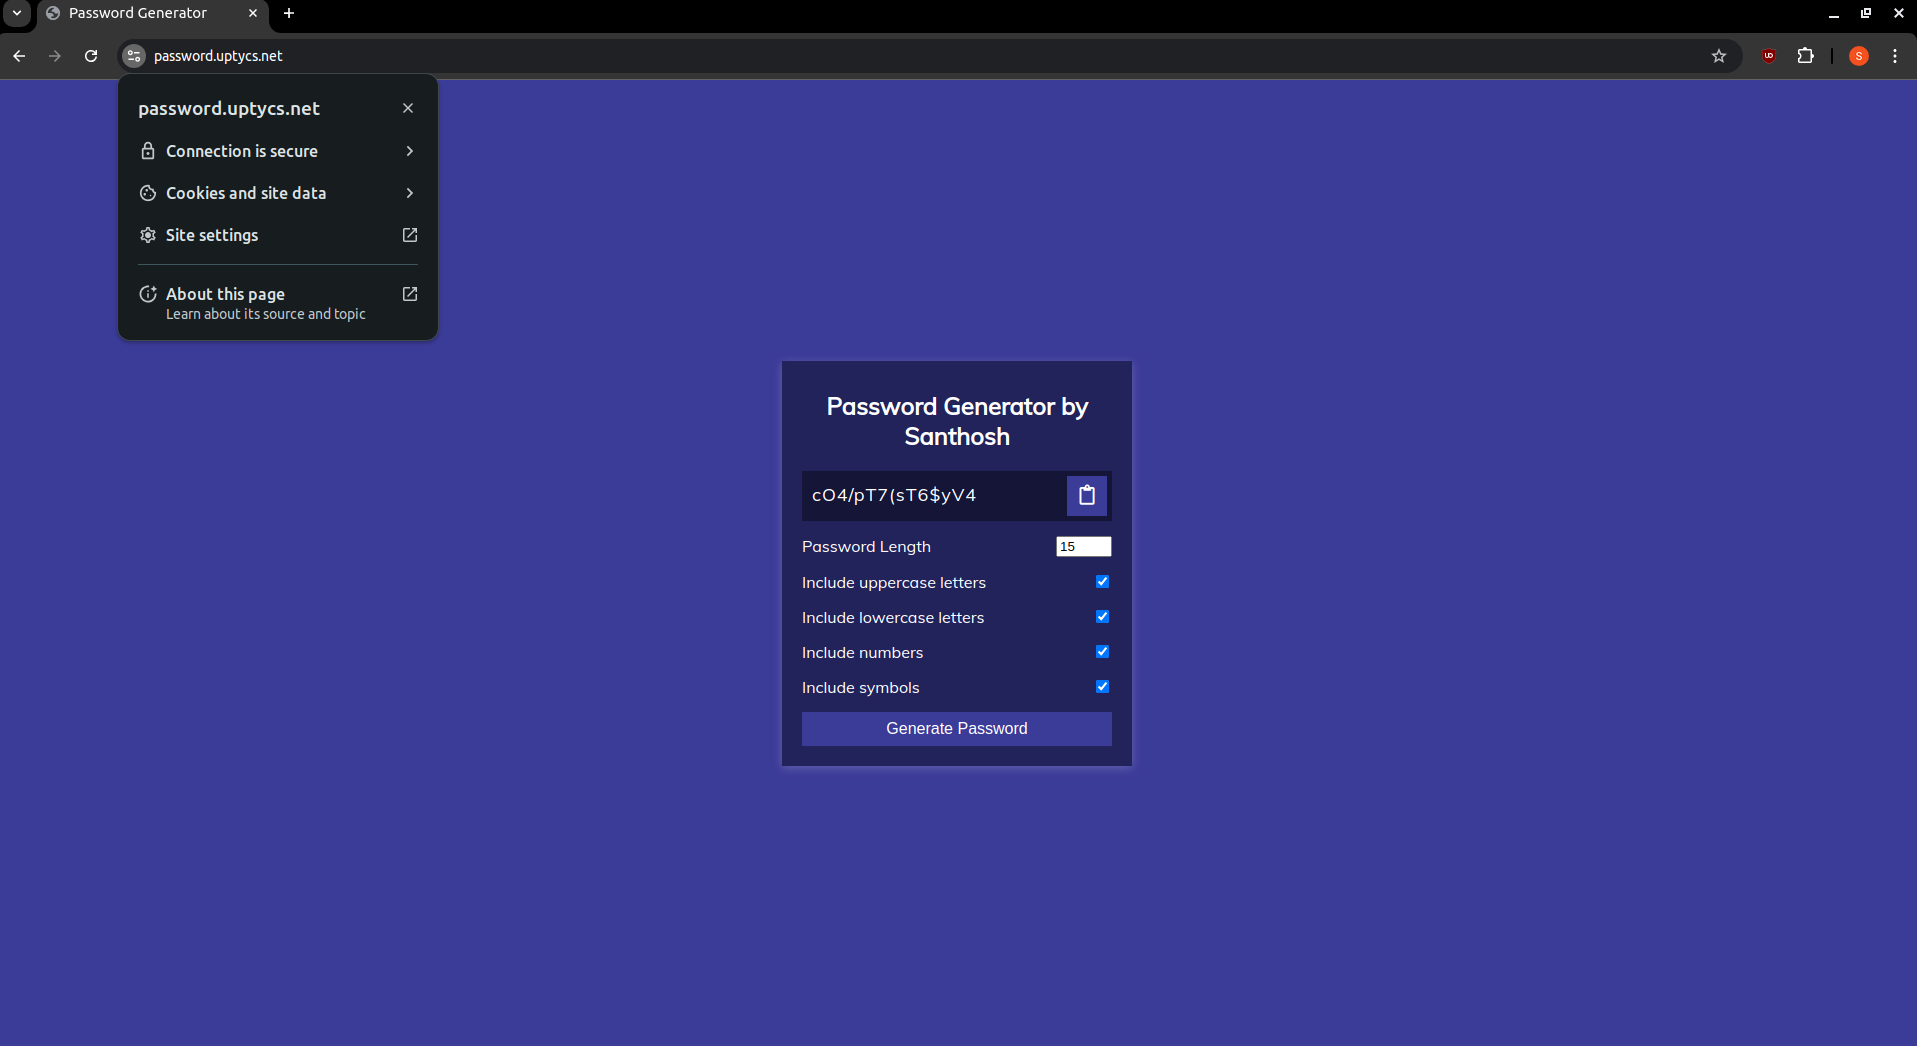 Password Generator
password.uptycs.net
password.uptycs.net
Connection is secure
Cookies and site data
Site settings
About this page
Learn about its source and topic
Password Generator by
Santhosh
cO4/pT7(sT6$yV4
Password Length 15
Include uppercase letters
Include lowercase letters
Include numbers
Include symbols
Generate Password
S